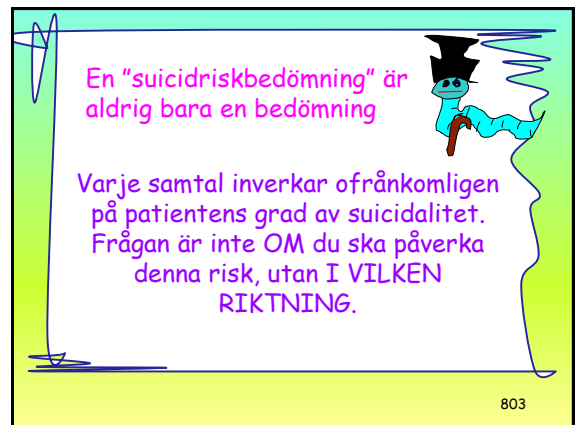 En ”suicidriskbedömning” är
aldrig bara en bedömning
Varje samtal inverkar ofrånkomligen
på patientens grad av suicidalitet.
Frågan är inte OM du ska påverka
denna risk, utan I VILKEN
RIKTNING.
803